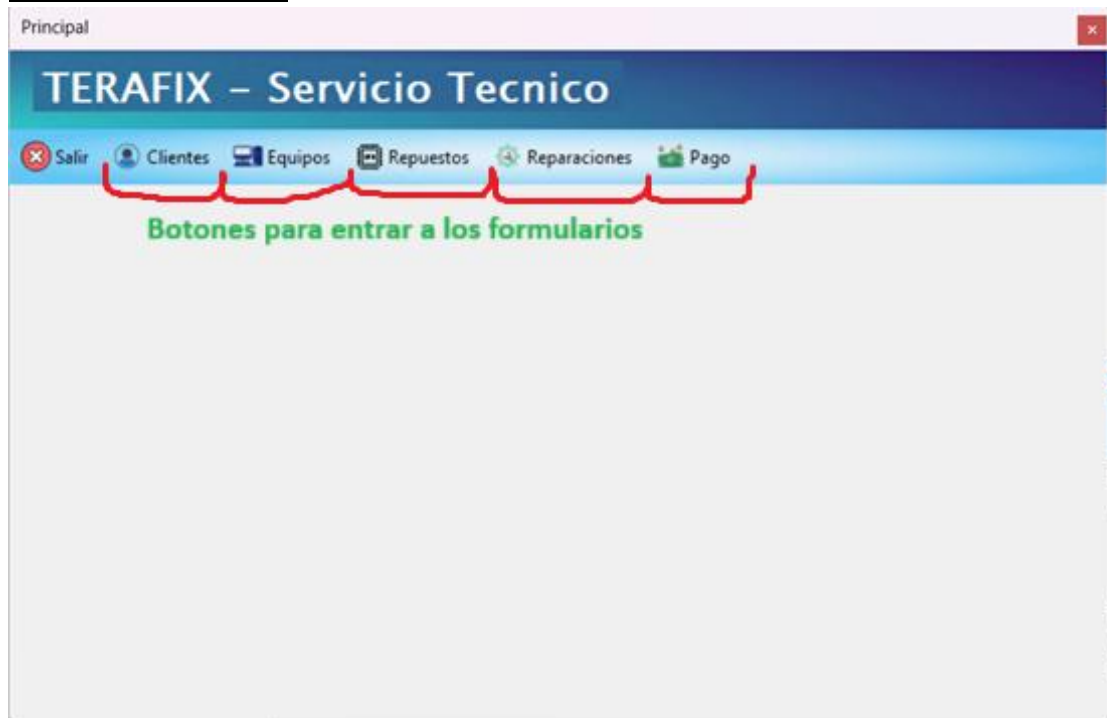 Principal
TERAFIX – Servicio Tecnico
Salir Clientes Equipos Repuestos Reparaciones Pago
Botones para entrar a los formularios